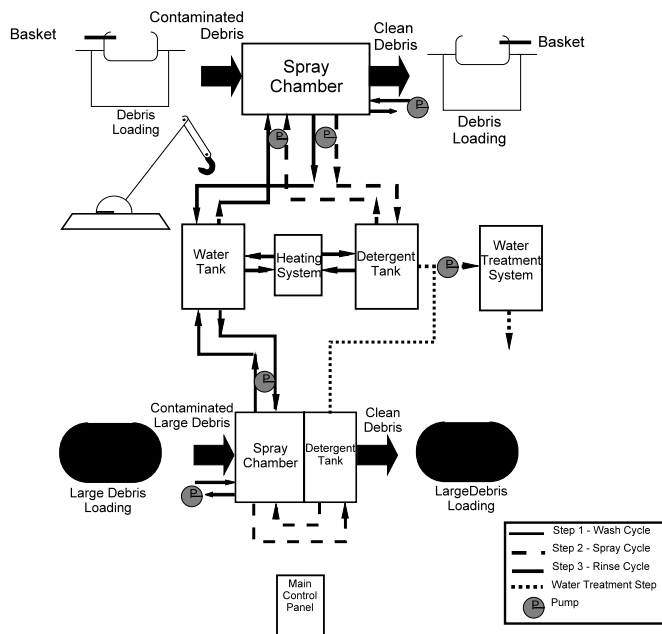 Contaminated
Debris
Clean
Debris
Basket
Basket
Spray
Chamber
P
Debris
Loading
Debris
Loading
P
P
Water
Tank
Heating
System
Detergent
Tank
P
Water
Treatment
System
P
Contaminated
Large Debris
Clean
Debris
Spray
Chamber
Detergent
Tank
P
Large Debris
Loading
LargeDebris
Loading
Main
Control
Panel
Step 1 - Wash Cycle
Step 2 - Spray Cycle
Step 3 - Rinse Cycle
Water Treatment Step
P
Pump